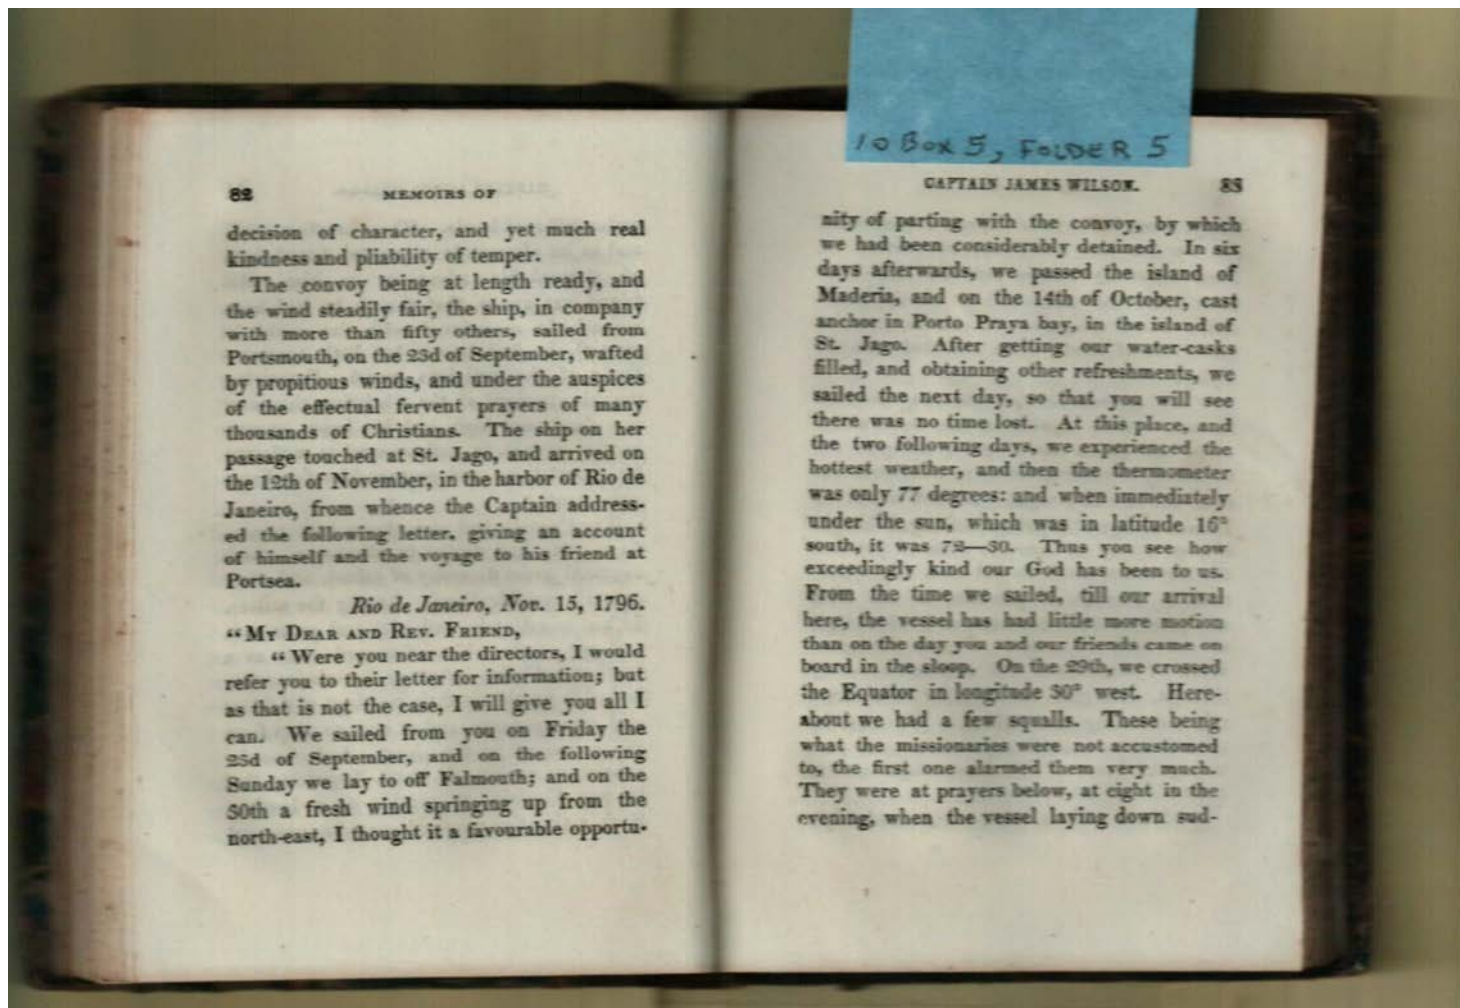 10 Box 5, FOLDER 5
82 MEMOIRS OF
decision of character, and yet much real
kindness and pliability of temper.
The convoy being at length ready, and
the wind steadily fair, the ship, in company
with more than fifty others, sailed from
Portsmouth, on the 23d of September, wafted
by propitious winds, and under the auspices
of the effectual fervent prayers of many
thousands of Christians. The ship on her
passage touched at St. Jago, and arrived on
the 12th of November, in the harbor of Rio de
Janeiro, from whence the Captain address-
ed the following letter, giving an account
of himself and the voyage to his friend at
Portsea.
Rio de Janeiro, Nov. 15, 1796.
“MY DEAR AND REV. FRIEND,
“Were you near the directors, I would
refer you to their letter for information; but
as that is not the case, I will give you all I
can. We sailed from you on Friday the
23d of September, and on the following
Sunday we lay to off Falmouth; and on the
30th a fresh wind springing up from the
north-east, I thought it a favourable opportu-
CAPTAIN JAMES WILSON. 83
nity of parting with the convoy, by which
we had been considerably detained. In six
days afterwards, we passed the island of
Maderia, and on the 14th of October, cast
anchor in Porto Praya bay, in the island of
St. Jago. After getting our water-casks
filled, and obtaining other refreshments, we
sailed the next day, so that you will see
there was no time lost. At this place, and
the two following days, we experienced the
hottest weather, and then the thermometer
was only 77 degrees: and when immediately
under the sun, which was in latitude 16°
south, it was 72—30. Thus you see how
exceedingly kind our God has been to us.
From the time we sailed, till our arrival
here, the vessel has had little more motion
than on the day you and our friends came on
board in the sloop. On the 29th, we crossed
the Equator in longitude 30° west. Here-
about we had a few squalls. These being
what the missionaries were not accustomed
to, the first one alarmed them very much.
They were at prayers below, at eight in the
evening, when the vessel laying down sud-